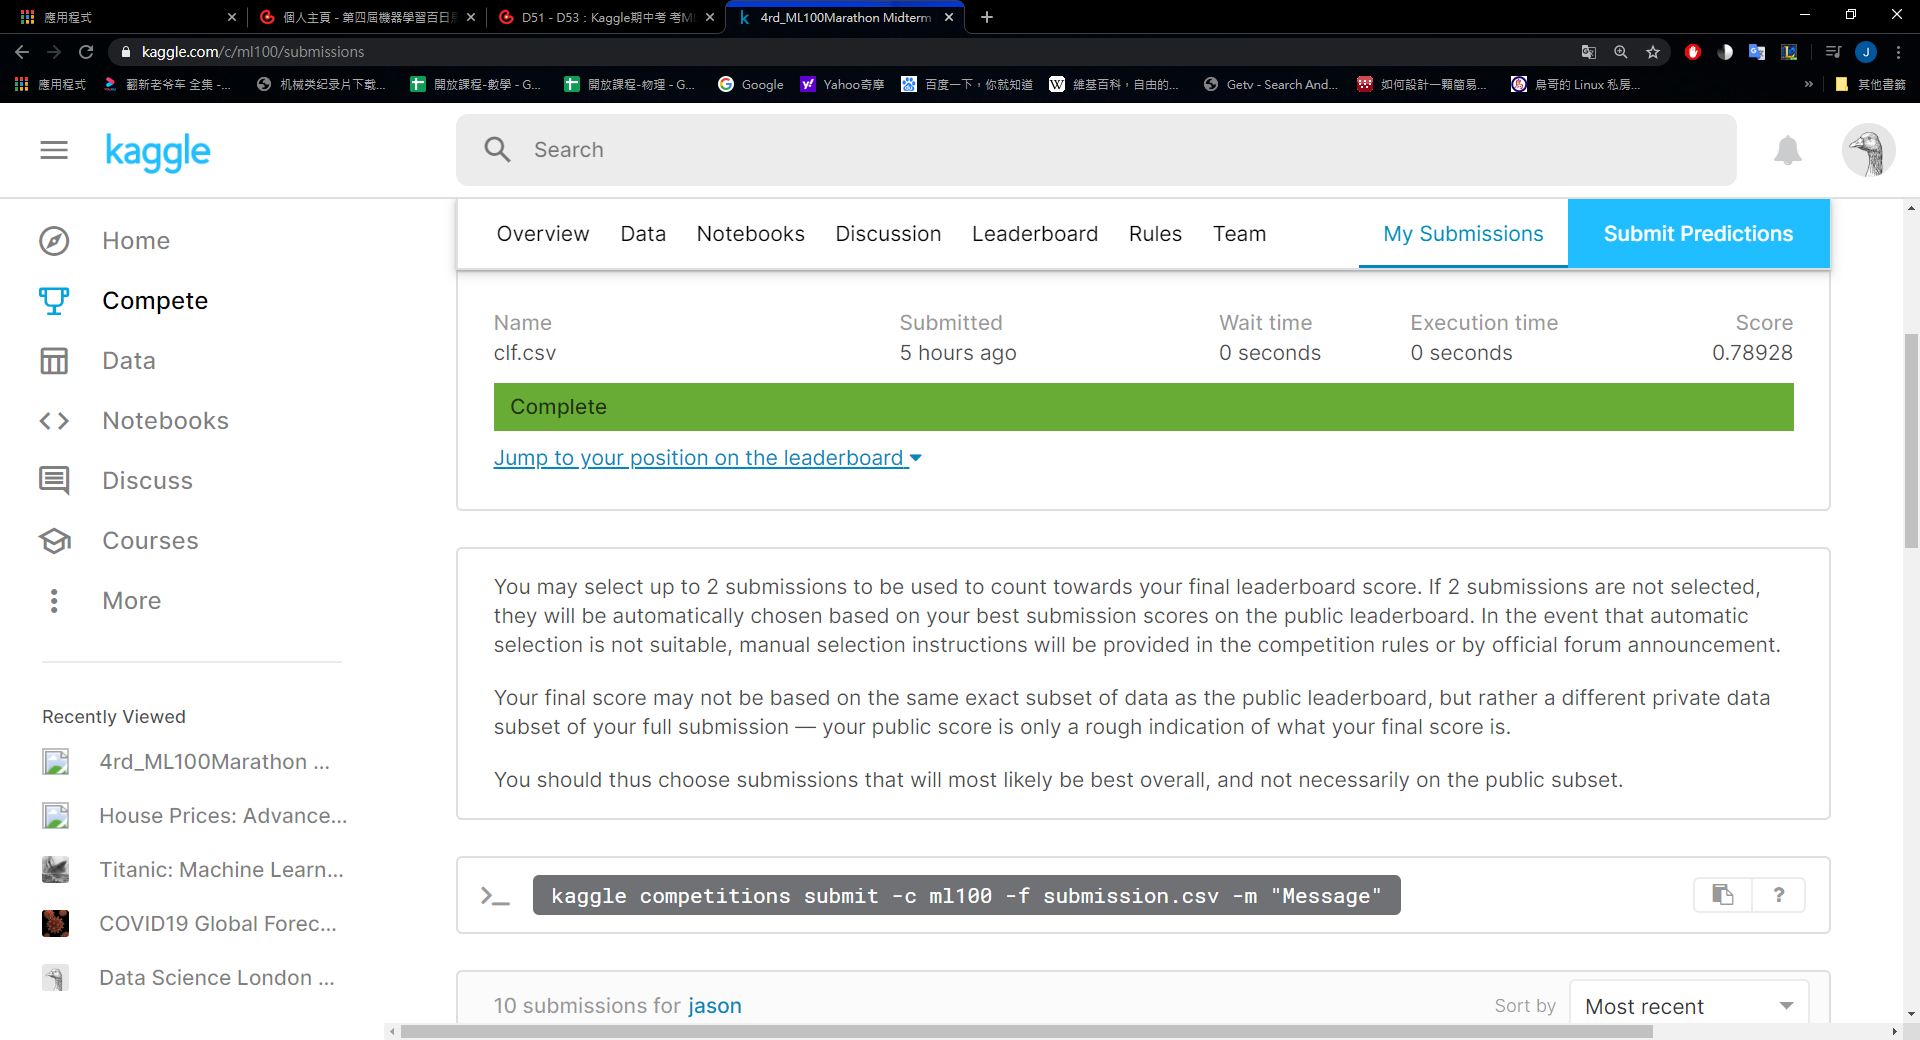 應用程式
個人主頁 - 第四屆機器學習百日馬
D51 - D53：Kaggle期中考 考ML
4rd_ML100Marathon Midterm
kaggle.com/c/ml100/submissions
應用程式
翻新老爷车 全集 -...
机械类纪录片下载...
開放課程-數學 - G...
開放課程-物理 - G...
Google
Yahoo奇摩
百度一下，你就知道
維基百科，自由的...
Getv - Search And...
如何設計一顆簡易...
鳥哥的 Linux 私房...
»
其他書籤
kaggle
Search
Home
Compete
Data
Notebooks
Discuss
Courses
More
Recently Viewed
4rd_ML100Marathon ...
House Prices: Advance...
Titanic: Machine Learn...
COVID19 Global Forec...
Data Science London ...
Overview Data Notebooks Discussion Leaderboard Rules Team My Submissions Submit Predictions
Name Submitted Wait time Execution time Score
clf.csv 5 hours ago 0 seconds 0 seconds 0.78928
Complete
Jump to your position on the leaderboard
You may select up to 2 submissions to be used to count towards your final leaderboard score. If 2 submissions are not selected,
they will be automatically chosen based on your best submission scores on the public leaderboard. In the event that automatic
selection is not suitable, manual selection instructions will be provided in the competition rules or by official forum announcement.
Your final score may not be based on the same exact subset of data as the public leaderboard, but rather a different private data
subset of your full submission — your public score is only a rough indication of what your final score is.
You should thus choose submissions that will most likely be best overall, and not necessarily on the public subset.
>_ kaggle competitions submit -c ml100 -f submission.csv -m "Message" ?
10 submissions for jason Sort by Most recent